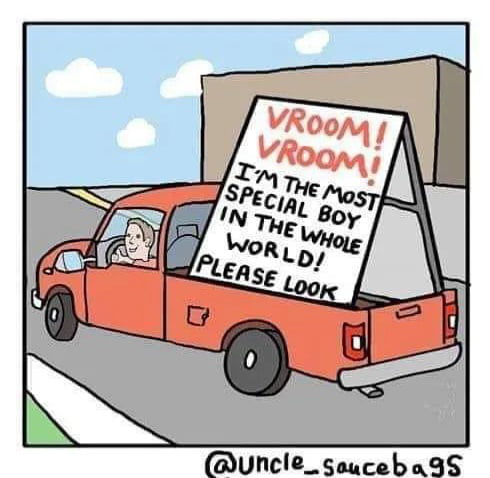 VROOM!
VROOM!
I'M THE MOST
SPECIAL BOY
IN THE WHOLE
WORLD!
PLEASE LOOK
@uncle_saucebags